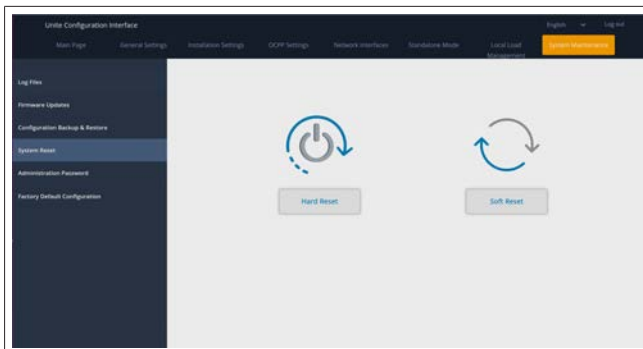 Unite Configuration Interface
English
Log out
Main Page
General Settings
Installation Settings
OCPP Settings
Network Interfaces
Standalone Mode
Local Load
Management
System Maintenance
Log Files
Firmware Updates
Configuration Backup & Restore
System Reset
Administration Password
Factory Default Configuration
Hard Reset
Soft Reset